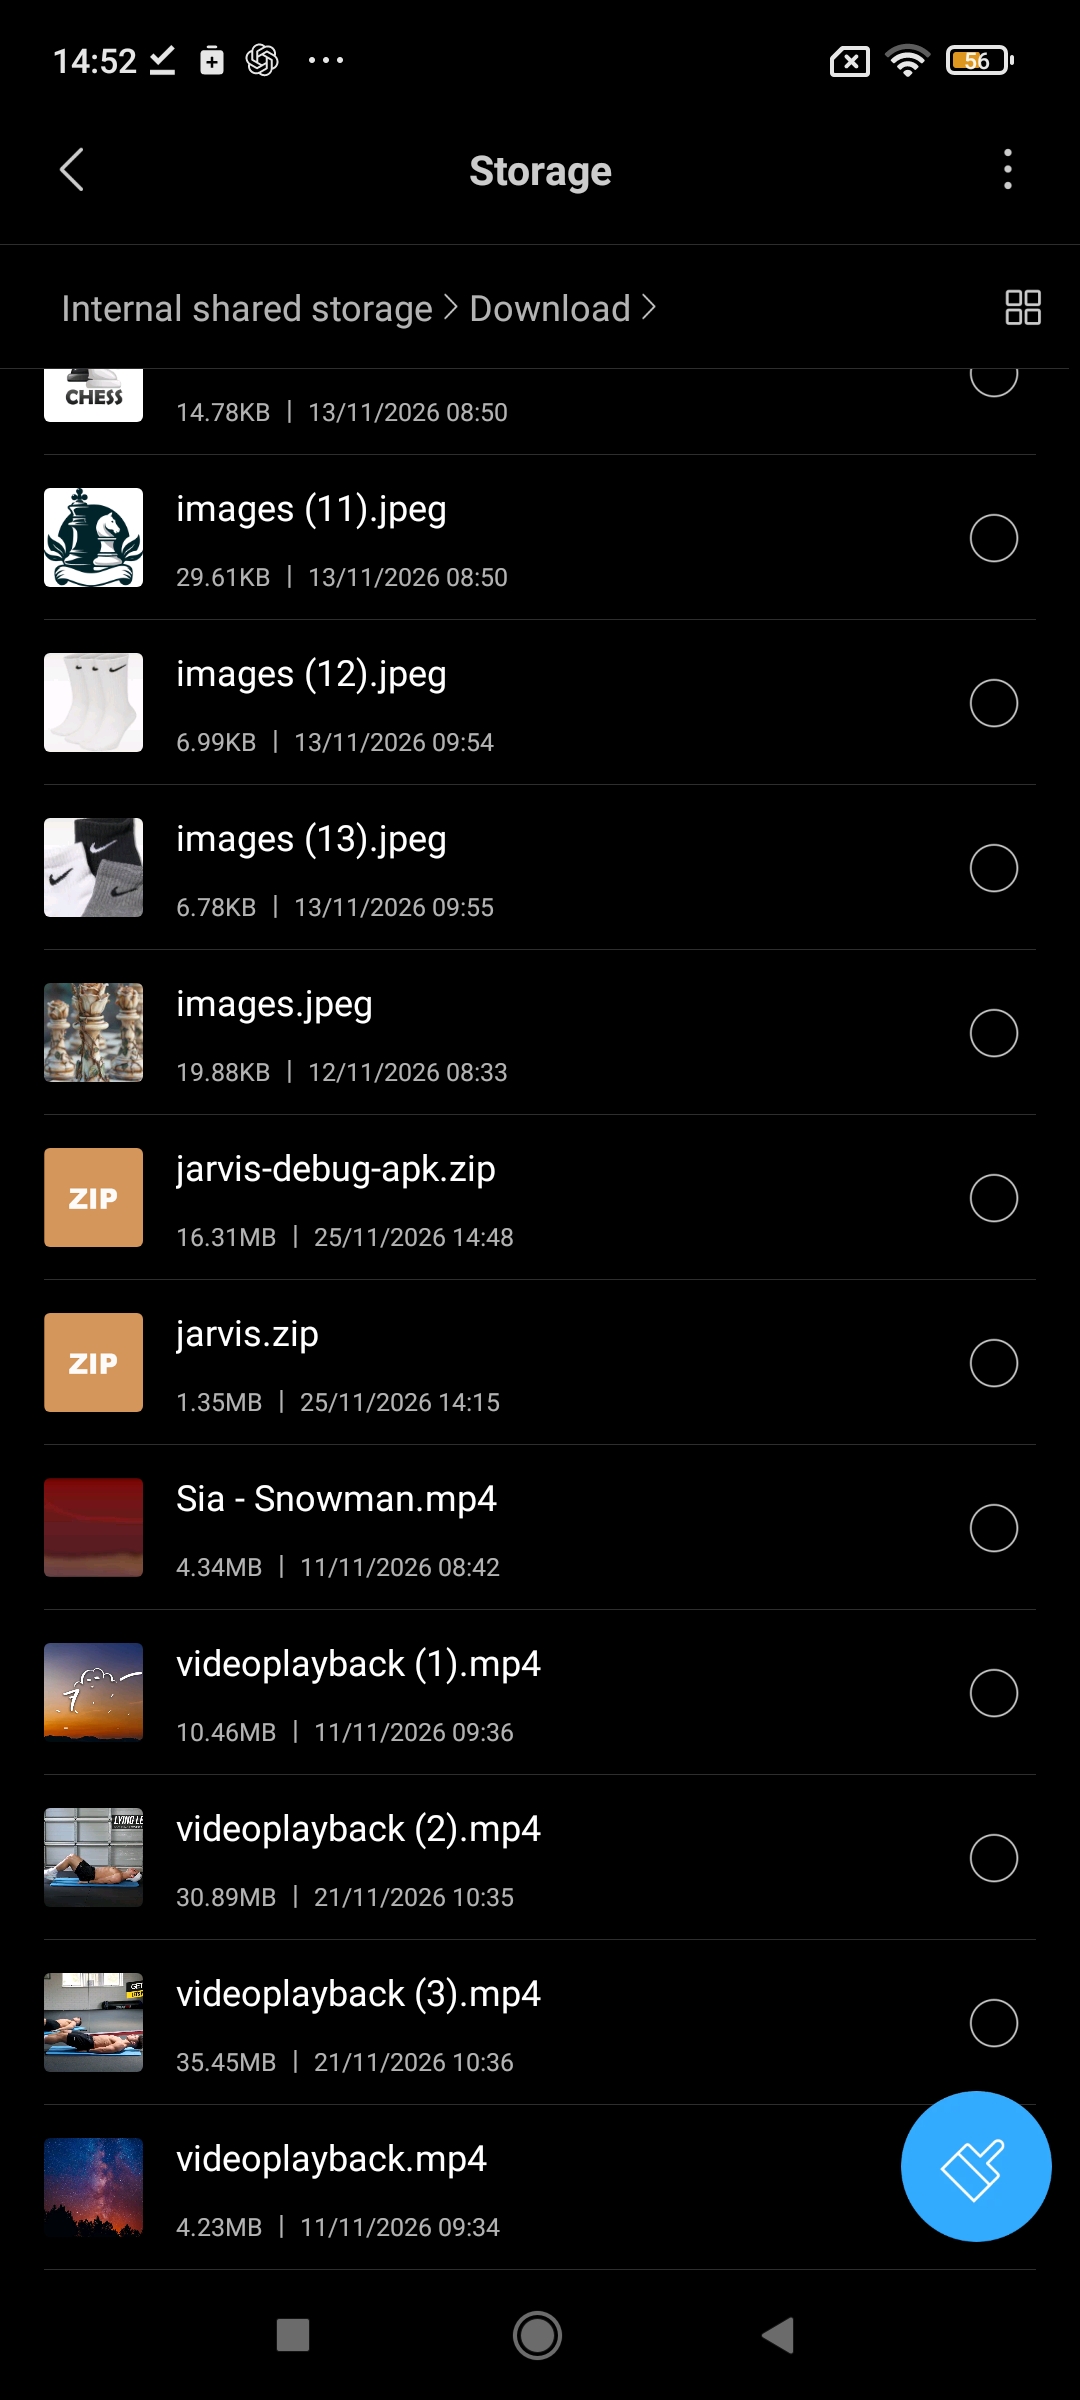 14:52
56
Storage
Internal shared storage > Download >
CHESS
14.78KB | 13/11/2026 08:50
images (11).jpeg
29.61KB | 13/11/2026 08:50
images (12).jpeg
6.99KB | 13/11/2026 09:54
images (13).jpeg
6.78KB | 13/11/2026 09:55
images.jpeg
19.88KB | 12/11/2026 08:33
ZIP
jarvis-debug-apk.zip
16.31MB | 25/11/2026 14:48
ZIP
jarvis.zip
1.35MB | 25/11/2026 14:15
Sia - Snowman.mp4
4.34MB | 11/11/2026 08:42
videoplayback (1).mp4
10.46MB | 11/11/2026 09:36
LYING LE
videoplayback (2).mp4
30.89MB | 21/11/2026 10:35
videoplayback (3).mp4
35.45MB | 21/11/2026 10:36
videoplayback.mp4
4.23MB | 11/11/2026 09:34